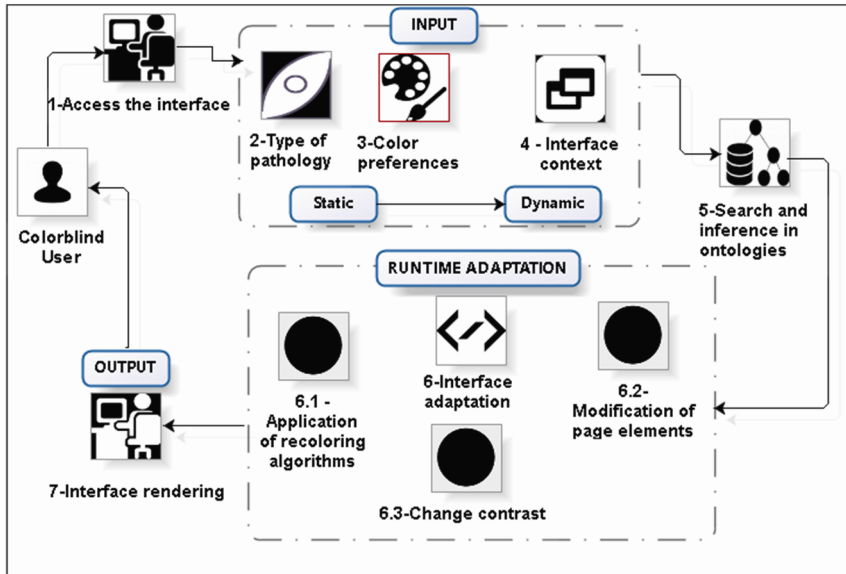 INPUT
1-Access the interface
2-Type of
pathology
3-Color
preferences
4 - Interface
context
Static
Dynamic
5-Search and
inference in
ontologies
Colorblind
User
RUNTIME ADAPTATION
6.1 -
Application
of recoloring
algorithms
6-Interface
adaptation
6.2-
Modification of
page elements
6.3-Change contrast
OUTPUT
7-Interface rendering